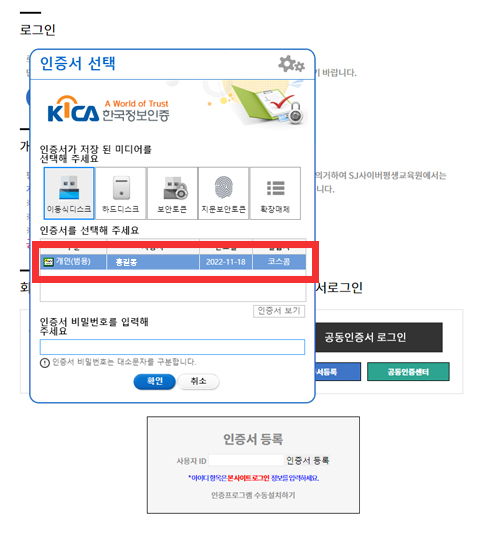 로그인
인증서 선택
기 바랍니다.
KICA A World of Trust
한국정보인증
인증서가 저장 된 미디어를
선택해 주세요
의거하여 SJ사이버평생교육원에서는
니다.
이동식디스크 하드디스크 보안토큰 지문보안토큰 확장매체
인증서를 선택해 주세요
개인(범용) 홍길동 2022-11-18 코스콤
서로그인
인증서 보기
인증서 비밀번호를 입력해
주세요
공동인증서 로그인
인증서 비밀번호는 대소문자를 구분합니다.
서등록 공동인증센터
확인 취소
인증서 등록
사용자 ID 인증서 등록
*아이디 항목은 본 사이트 로그인 정보를 입력하세요.
인증프로그램 수동설치하기